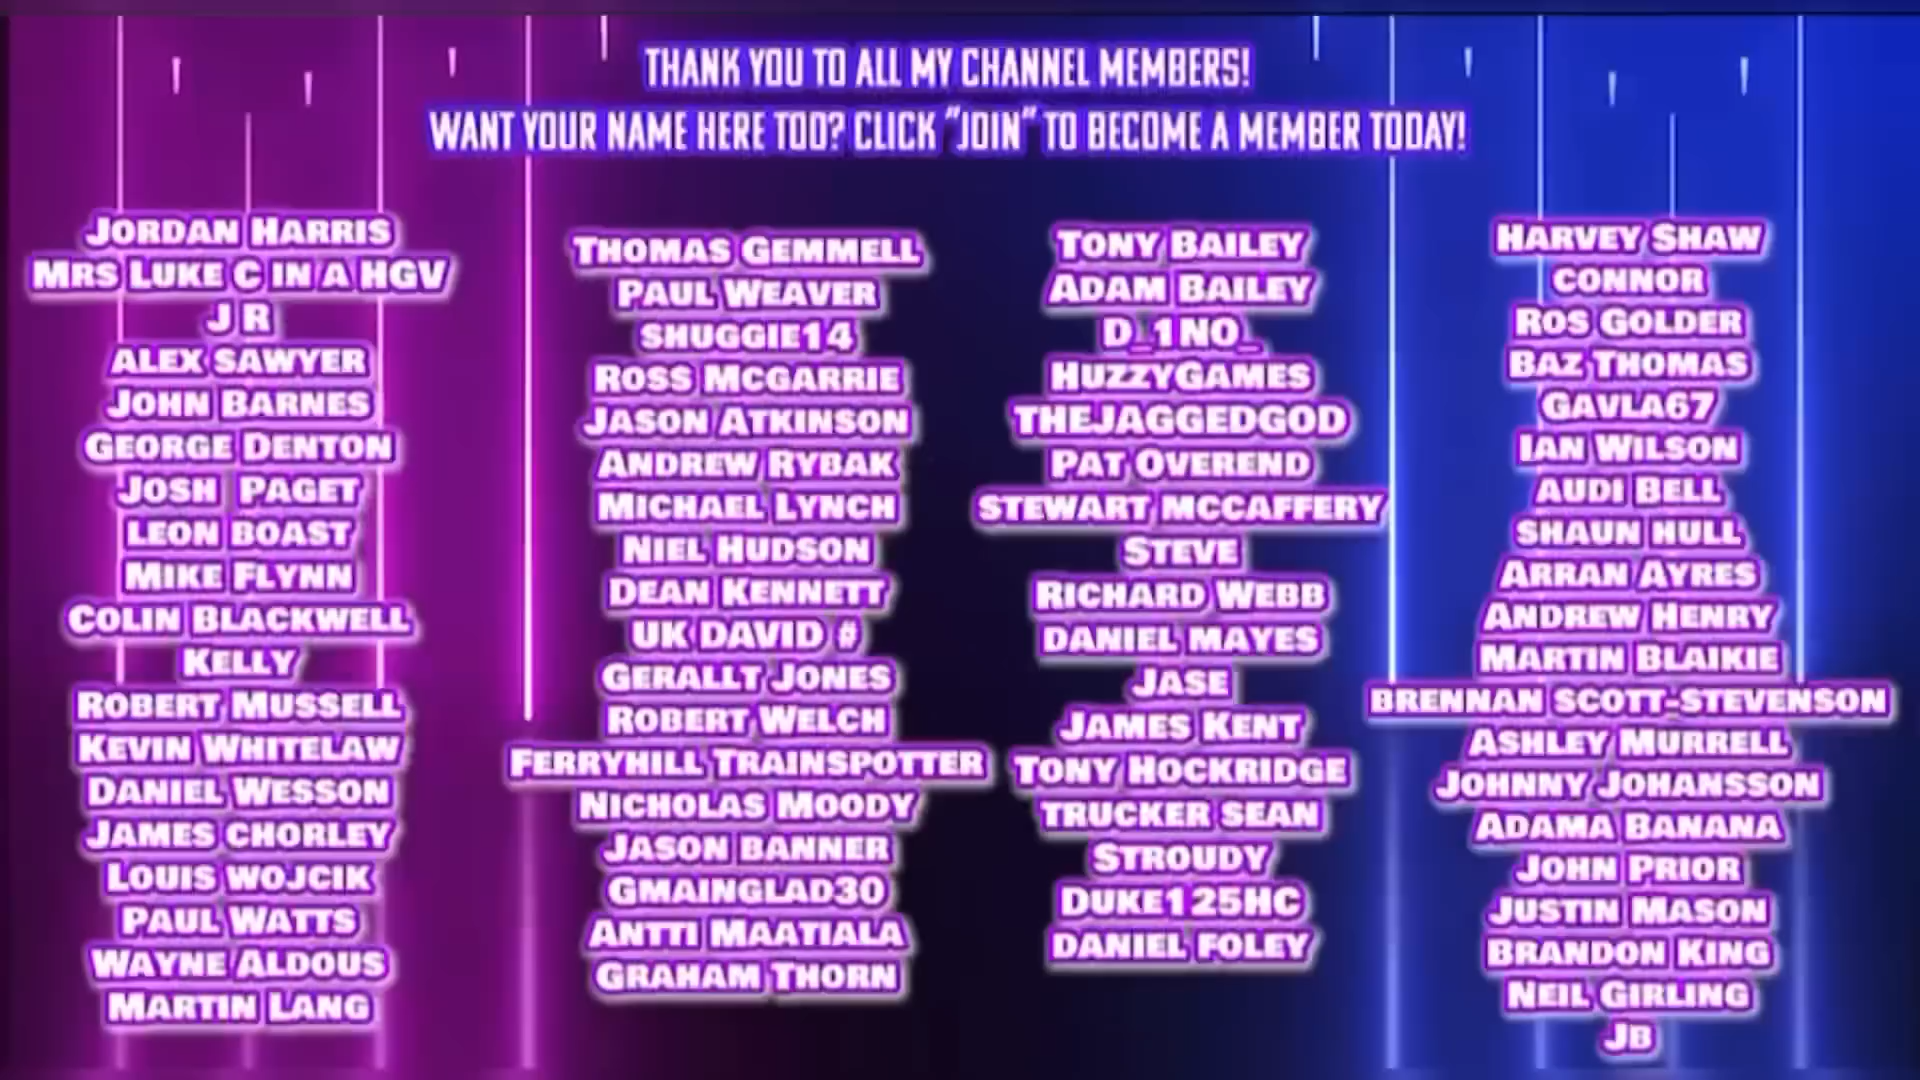 THANK YOU TO ALL MY CHANNEL MEMBERS!
WANT YOUR NAME HERE TOO? CLICK "JOIN" TO BECOME A MEMBER TODAY!
JORDAN HARRIS
MRS LUKE C IN A HGV
J R
ALEX SAWYER
JOHN BARNES
GEORGE DENTON
JOSH PAGET
LEON BOAST
MIKE FLYNN
COLIN BLACKWELL
KELLY
ROBERT MUSSELL
KEVIN WHITELAW
DANIEL WESSON
JAMES CHORLEY
LOUIS WOJCIK
PAUL WATTS
WAYNE ALDOUS
MARTIN LANG
THOMAS GEMMELL
PAUL WEAVER
SHUGGIE14
ROSS MCGARRIE
JASON ATKINSON
ANDREW RYBAK
MICHAEL LYNCH
NIEL HUDSON
DEAN KENNETT
UK DAVID #
GERALLT JONES
ROBERT WELCH
FERRYHILL TRAINSPOTTER
NICHOLAS MOODY
JASON BANNER
GMAINGLAD30
ANTTI MAATIALA
GRAHAM THORN
TONY BAILEY
ADAM BAILEY
D_1NO_
HUZZYGAMES
THEJAGGEDGOD
PAT OVEREND
STEWART MCCAFFERY
STEVE
RICHARD WEBB
DANIEL MAYES
JASE
JAMES KENT
TONY HOCKRIDGE
TRUCKER SEAN
STROUDY
DUKE125HC
DANIEL FOLEY
HARVEY SHAW
CONNOR
ROS GOLDER
BAZ THOMAS
GAVLA67
IAN WILSON
AUDI BELL
SHAUN HULL
ARRAN AYRES
ANDREW HENRY
MARTIN BLAIKIE
BRENNAN SCOTT-STEVENSON
ASHLEY MURRELL
JOHNNY JOHANSSON
ADAMA BANANA
JOHN PRIOR
JUSTIN MASON
BRANDON KING
NEIL GIRLING
JB